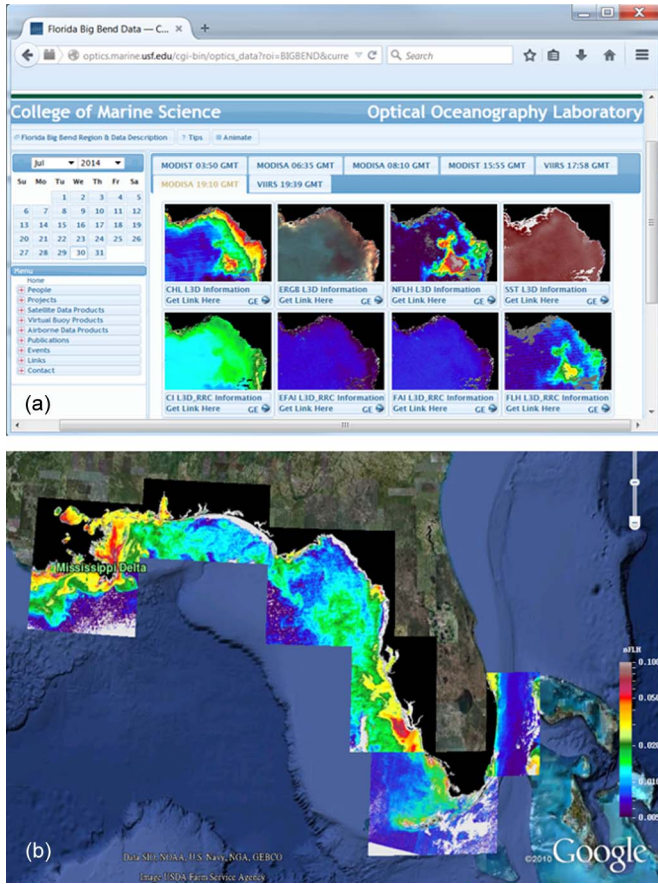 Florida Big Bend Data — C... ×
+
optics.marine.usf.edu/cgi-bin/optics_data?roi=BIGBEND&curre
Search
College of Marine Science
Optical Oceanography Laboratory
Florida Big Bend Region & Data Description
? Tips
Animate
Jul 2014
Su Mo Tu We Th Fr Sa
1 2 3 4 5
6 7 8 9 10 11 12
13 14 15 16 17 18 19
20 21 22 23 24 25 26
27 28 29 30 31
Menu
Home
People
Projects
Satellite Data Products
Virtual Buoy Products
Airborne Data Products
Publications
Events
Links
Contact
MODIST 03:50 GMT MODISA 06:35 GMT MODISA 08:10 GMT MODIST 15:55 GMT VIIRS 17:58 GMT
MODISA 19:10 GMT VIIRS 19:39 GMT
CHL L3D Information ERGB L3D Information NFLH L3D Information SST L3D Information
Get Link Here GE Get Link Here GE Get Link Here GE Get Link Here GE
CI L3D_RRC Information EFAI L3D_RRC Information FAI L3D_RRC Information FLH L3D_RRC Information
Get Link Here GE Get Link Here GE Get Link Here GE Get Link Here GE
(a)
Mississippi Delta
nFLH
0.100
0.050
0.020
0.010
0.005
(b)
Data SIO, NOAA, U.S. Navy, NGA, GEBCO
Image USDA Farm Service Agency
©2010 Google